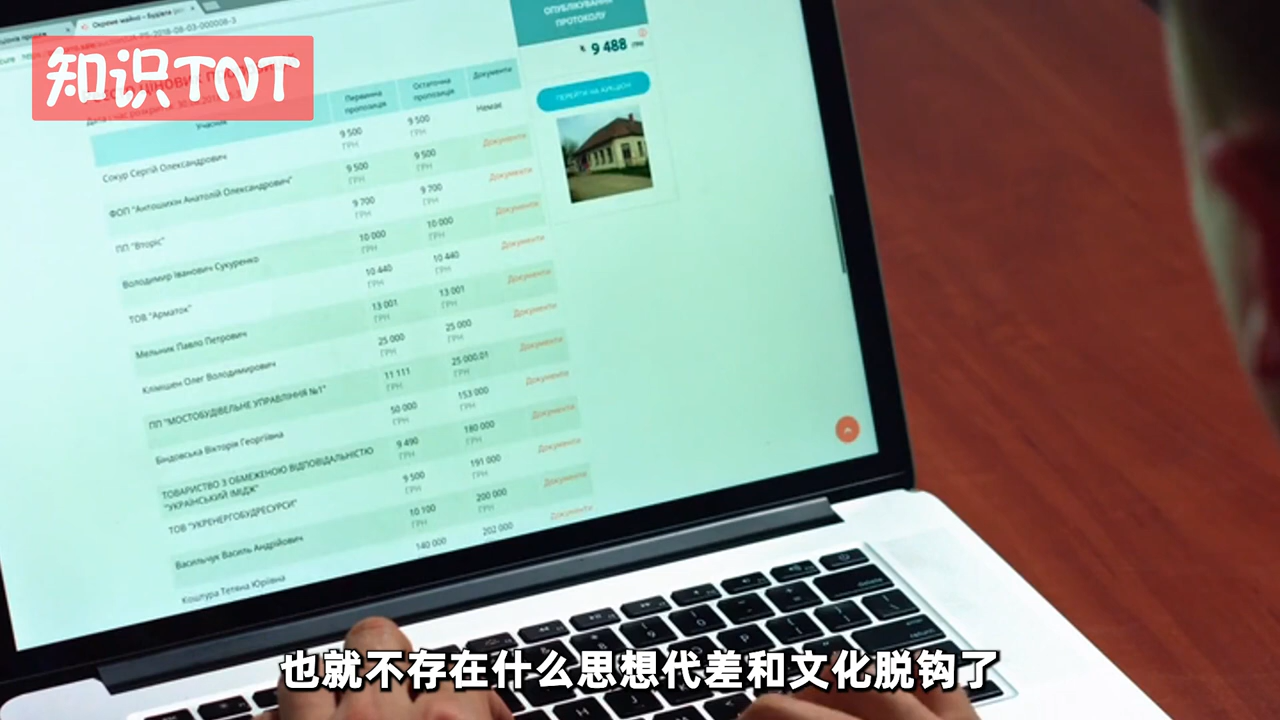 知识TNT
ОПУБЛІКУВАННЯ
ПРОТОКОЛУ
9 488 ГРН
ПЕРЕЙТИ НА АУКЦІОН
Учасник
Первинна пропозиція
Остаточна пропозиція
Документи
Сокур Сергій Олександрович
9 500 ГРН
9 500 ГРН
Немає
ФОП "Антошкін Анатолій Олександрович"
9 500 ГРН
9 500 ГРН
Документи
ПП "Вторіс"
9 700 ГРН
9 700 ГРН
Документи
Володимир Іванович Сукуренко
10 000 ГРН
10 000 ГРН
Документи
ТОВ "Арматок"
10 440 ГРН
10 440 ГРН
Документи
Мельник Павло Петрович
13 001 ГРН
13 001 ГРН
Документи
Клімішен Олег Володимирович
25 000 ГРН
25 000 ГРН
Документи
ПП "МОСТОБУДІВЕЛЬНЕ УПРАВЛІННЯ №1"
11 111 ГРН
25 000.01 ГРН
Документи
Біндовська Вікторія Георгіївна
50 000 ГРН
153 000 ГРН
Документи
ТОВАРИСТВО З ОБМЕЖЕНОЮ ВІДПОВІДАЛЬНІСТЮ
"УКРАЇНСЬКИЙ ІМІДЖ"
9 490 ГРН
180 000 ГРН
Документи
ТОВ "УКРЕНЕРГОБУДРЕСУРСИ"
9 500 ГРН
191 000 ГРН
Документи
Васильчук Василь Андрійович
10 100 ГРН
200 000 ГРН
Документи
Коштура Тетяна Юріївна
140 000
202 000
Документи
delete
return
也就不存在什么思想代差和文化脱钩了